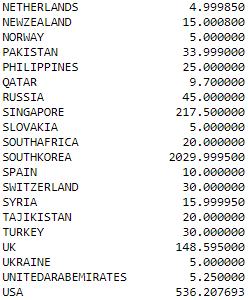 NETHERLANDS 4.999850
NEWZEALAND 15.000800
NORWAY 5.000000
PAKISTAN 33.999000
PHILIPPINES 25.000000
QATAR 9.700000
RUSSIA 45.000000
SINGAPORE 217.500000
SLOVAKIA 5.000000
SOUTHAFRICA 20.000000
SOUTHKOREA 2029.999500
SPAIN 10.000000
SWITZERLAND 30.000000
SYRIA 15.999950
TAJIKISTAN 20.000000
TURKEY 30.000000
UK 148.595000
UKRAINE 5.000000
UNITEDARABEMIRATES 5.250000
USA 536.207693